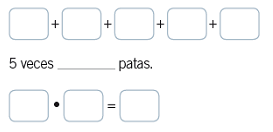 + + + +
5 veces ________ patas.
• =